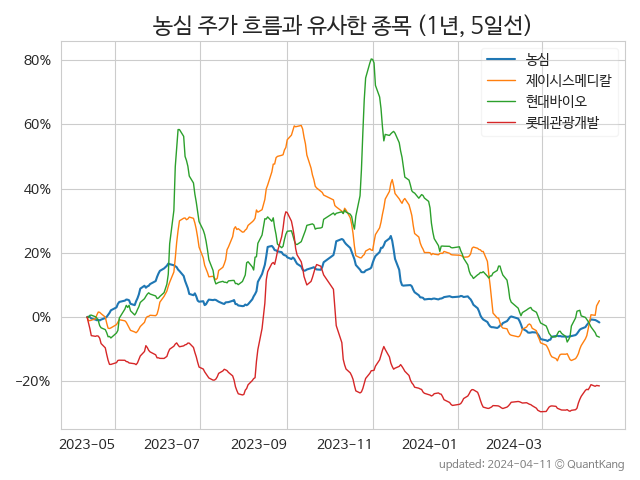 농심 주가 흐름과 유사한 종목 (1년, 5일선)
농심
제이시스메디칼
현대바이오
롯데관광개발
80%
60%
40%
20%
0%
−20%
2023-05 2023-07 2023-09 2023-11 2024-01 2024-03
updated: 2024-04-11 © QuantKang